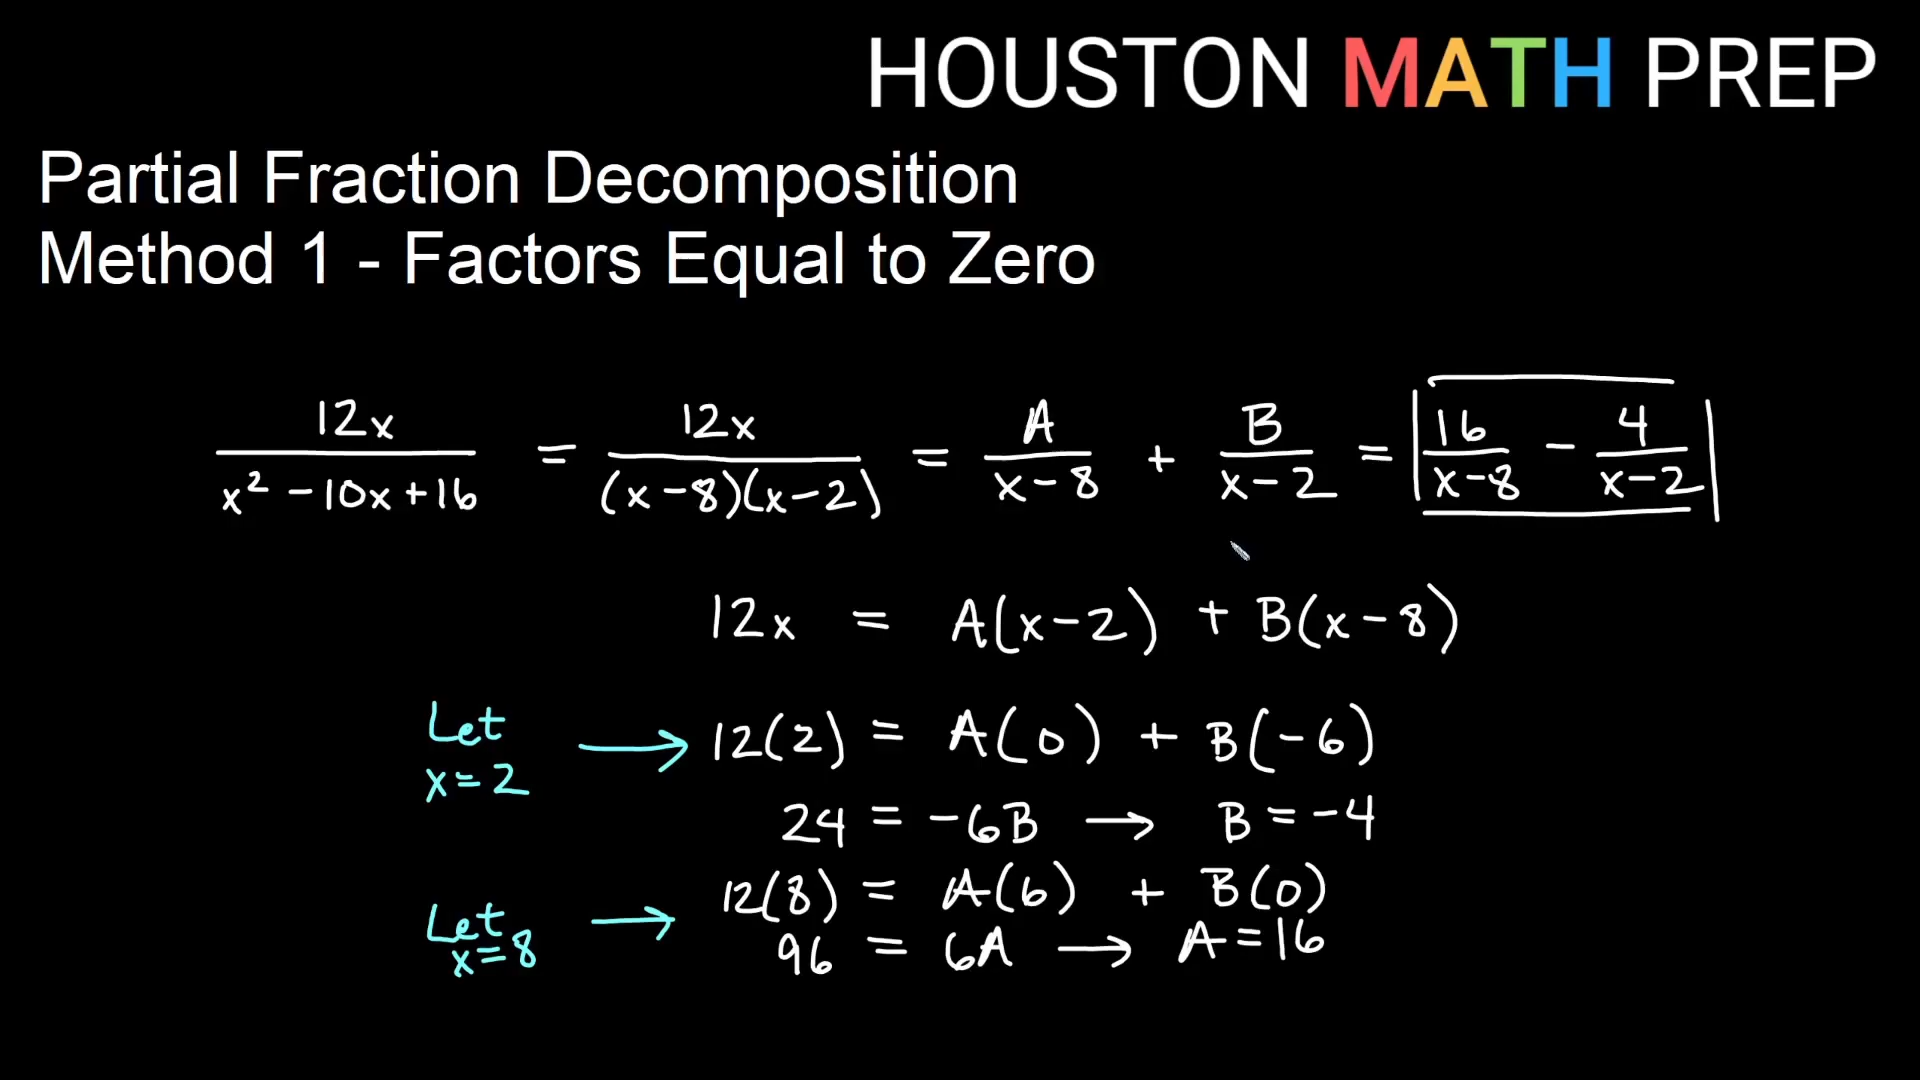 HOUSTON MATH PREP
Partial Fraction Decomposition
Method 1 - Factors Equal to Zero
12x/(x² - 10x + 16) = 12x/((x - 8)(x - 2)) = A/(x - 8) + B/(x - 2) = 16/(x - 8) - 4/(x - 2)
12x = A(x - 2) + B(x - 8)
Let x = 2 → 12(2) = A(0) + B(-6)
24 = -6B → B = -4
Let x = 8 → 12(8) = A(6) + B(0)
96 = 6A → A = 16